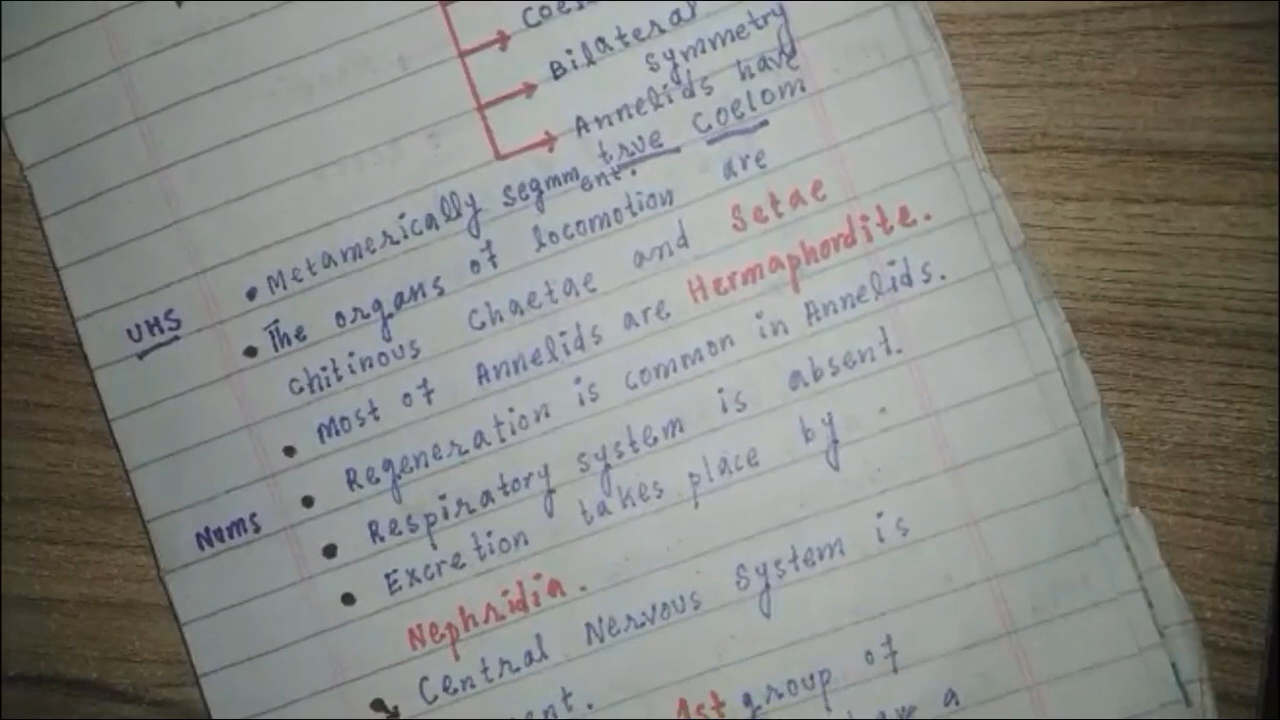 Bilateral
symmetry
Annelids have
true coelom
• Metamerically segmment.
UHS
• The organs of locomotion are
chitinous chaetae and Setae
• Most of Annelids are Hermaphordite.
• Regeneration is common in Annelids.
Nums
• Respiratory system is absent.
• Excretion takes place by
Nephridia.
Central Nervous system is
1st group of
a